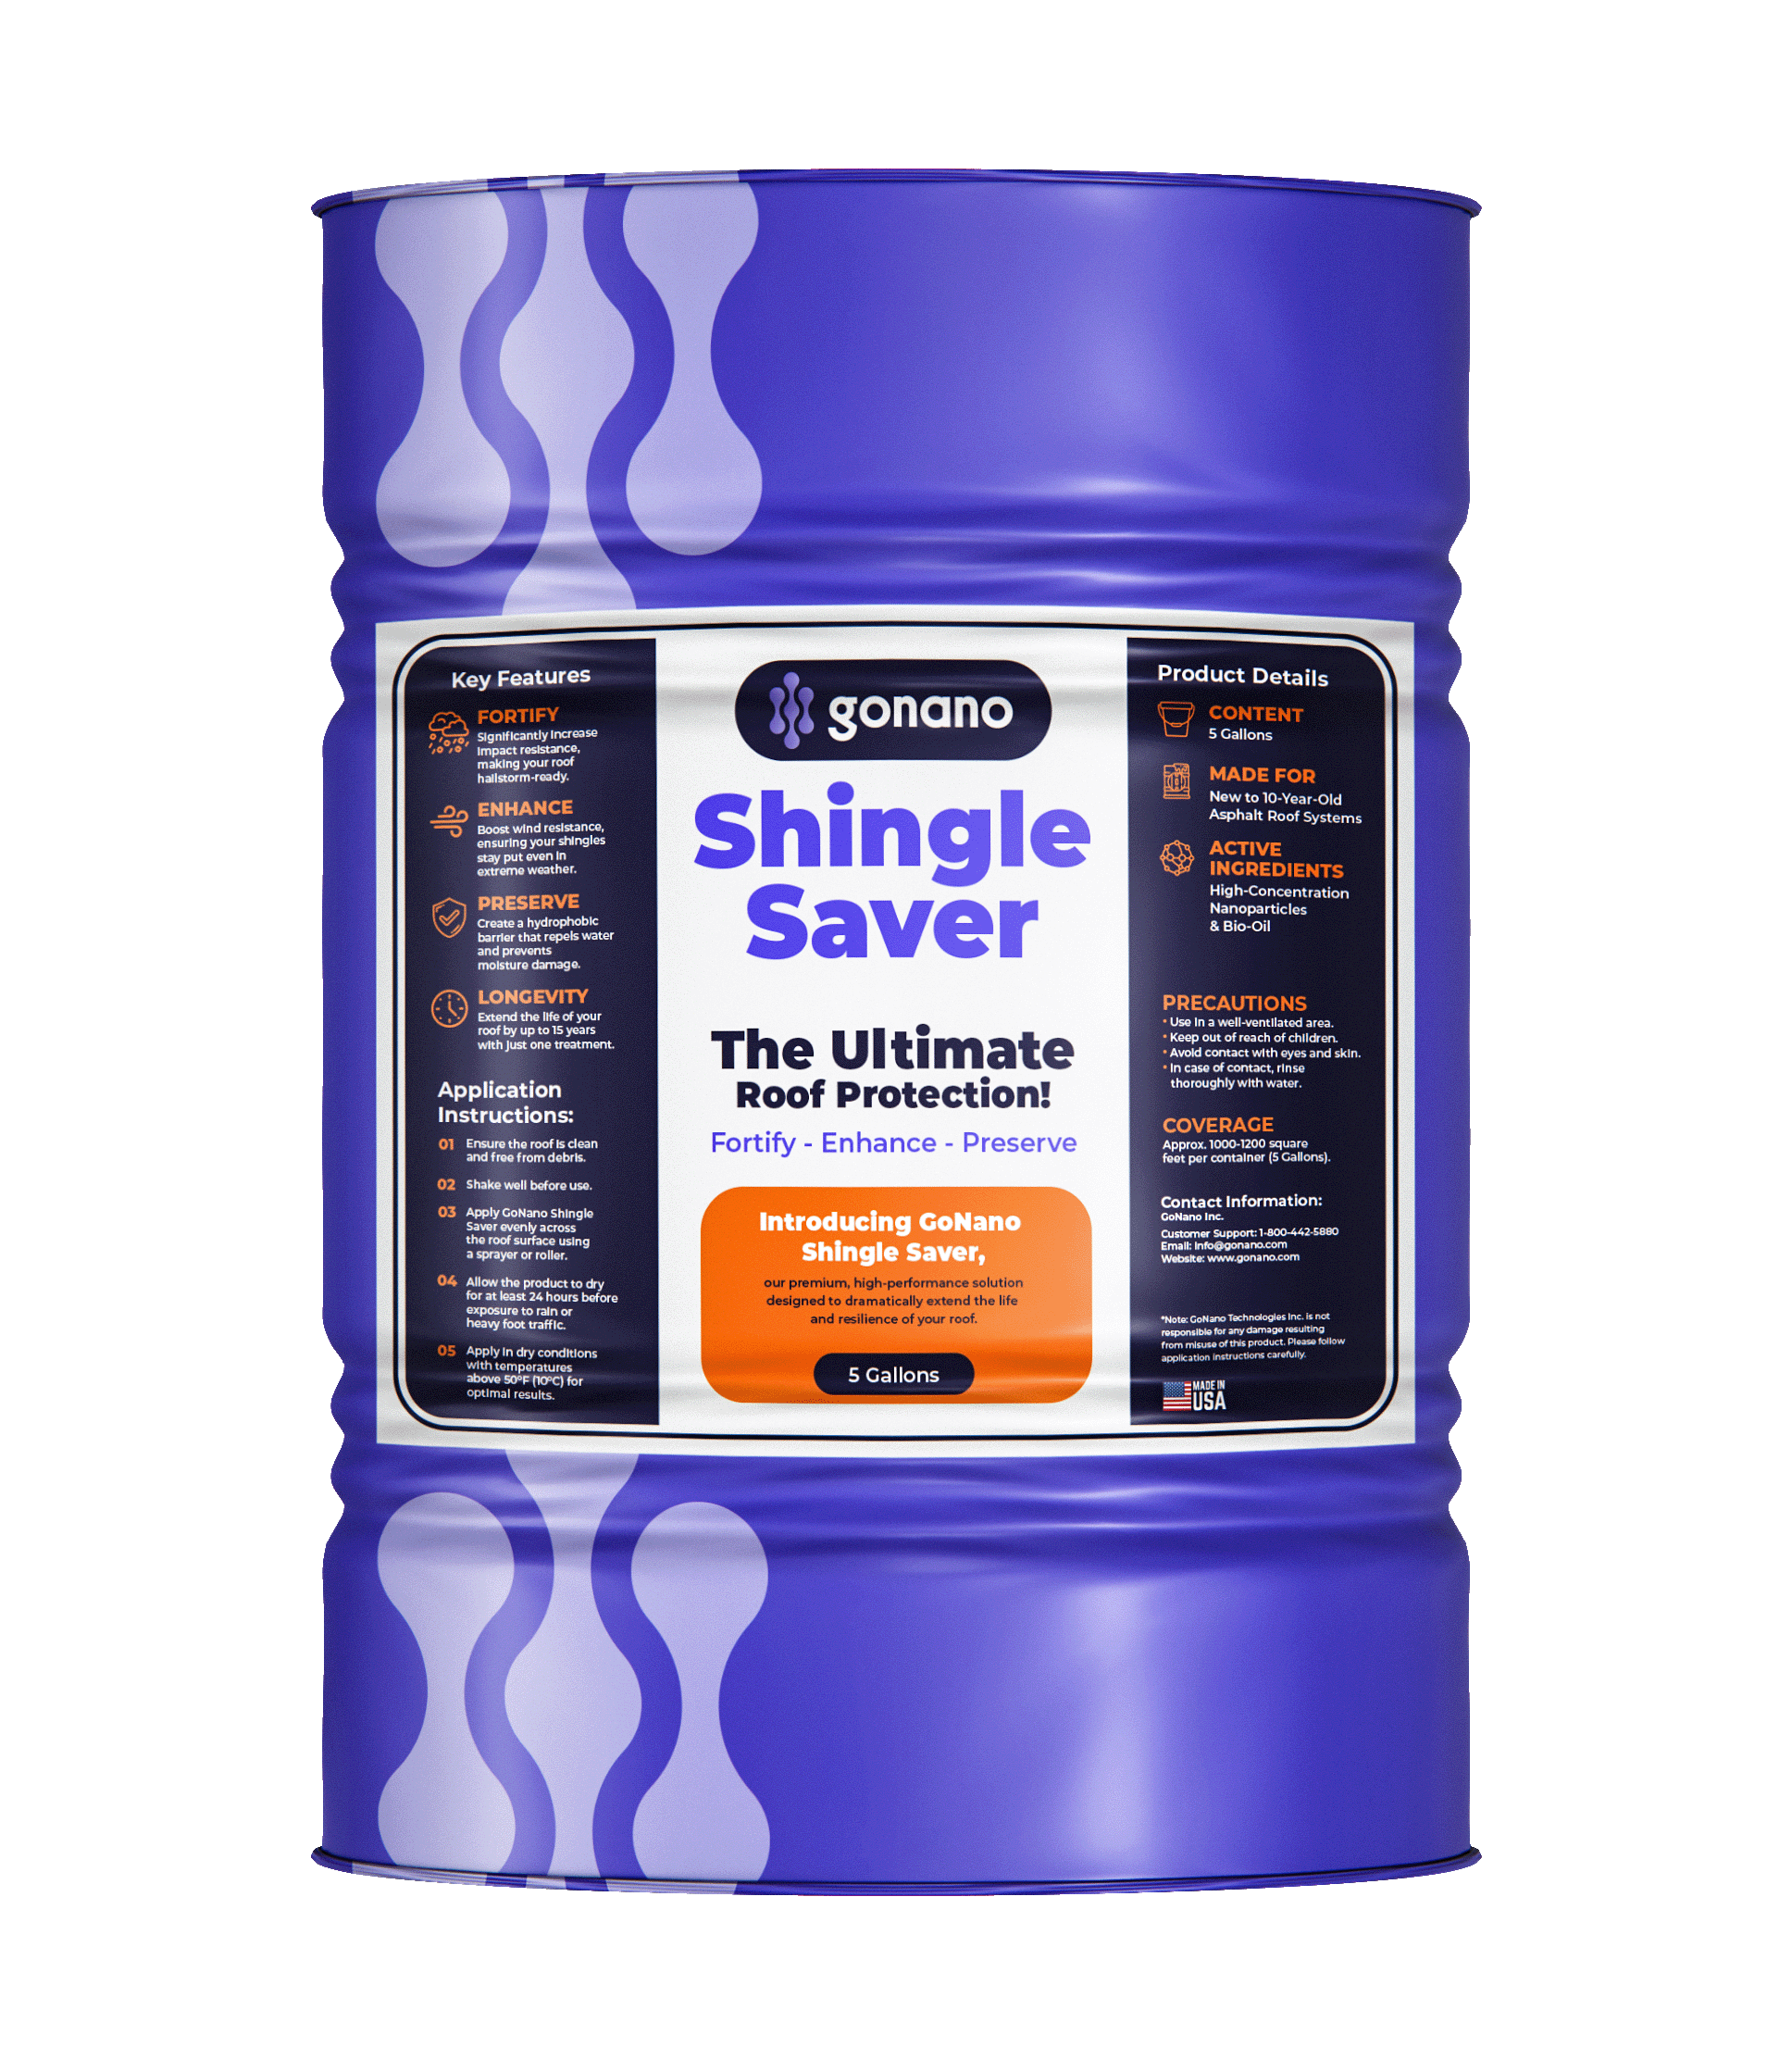 Key Features
FORTIFY
Significantly increase
impact resistance,
making your roof
hailstorm-ready.
ENHANCE
Boost wind resistance,
ensuring your shingles
stay put even in
extreme weather.
PRESERVE
Create a hydrophobic
barrier that repels water
and prevents
moisture damage.
LONGEVITY
Extend the life of your
roof by up to 15 years
with just one treatment.
Application
Instructions:
01 Ensure the roof is clean
and free from debris.
02 Shake well before use.
03 Apply GoNano Shingle
Saver evenly across
the roof surface using
a sprayer or roller.
04 Allow the product to dry
for at least 24 hours before
exposure to rain or
heavy foot traffic.
05 Apply in dry conditions
with temperatures
above 50°F (10°C) for
optimal results.
gonano
Shingle
Saver
The Ultimate
Roof Protection!
Fortify - Enhance - Preserve
Introducing GoNano
Shingle Saver,
our premium, high-performance solution
designed to dramatically extend the life
and resilience of your roof.
5 Gallons
Product Details
CONTENT
5 Gallons
MADE FOR
New to 10-Year-Old
Asphalt Roof Systems
ACTIVE
INGREDIENTS
High-Concentration
Nanoparticles
& Bio-Oil
PRECAUTIONS
• Use in a well-ventilated area.
• Keep out of reach of children.
• Avoid contact with eyes and skin.
• In case of contact, rinse
thoroughly with water.
COVERAGE
Approx. 1000-1200 square
feet per container (5 Gallons).
Contact Information:
GoNano Inc.
Customer Support: 1-800-442-5880
Email: info@gonano.com
Website: www.gonano.com
*Note: GoNano Technologies Inc. is not
responsible for any damage resulting
from misuse of this product. Please follow
application instructions carefully.
MADE IN
USA